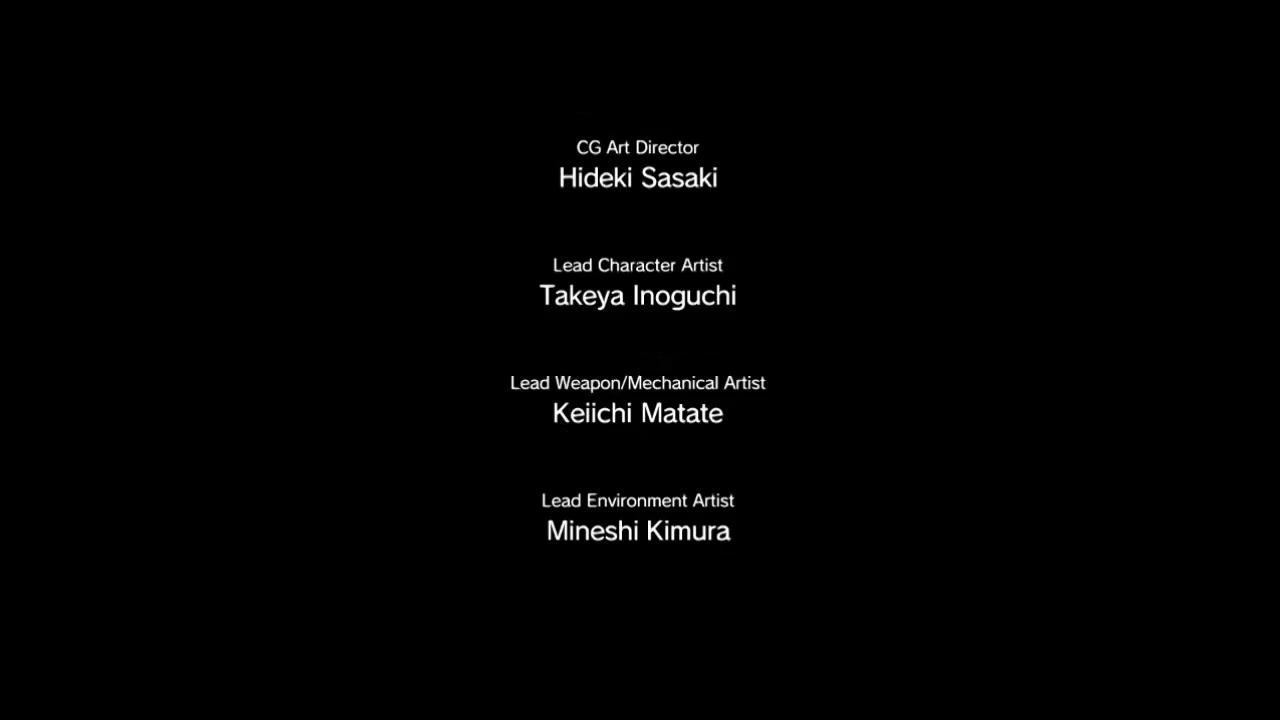 CG Art Director
Hideki Sasaki
Lead Character Artist
Takeya Inoguchi
Lead Weapon/Mechanical Artist
Keiichi Matate
Lead Environment Artist
Mineshi Kimura